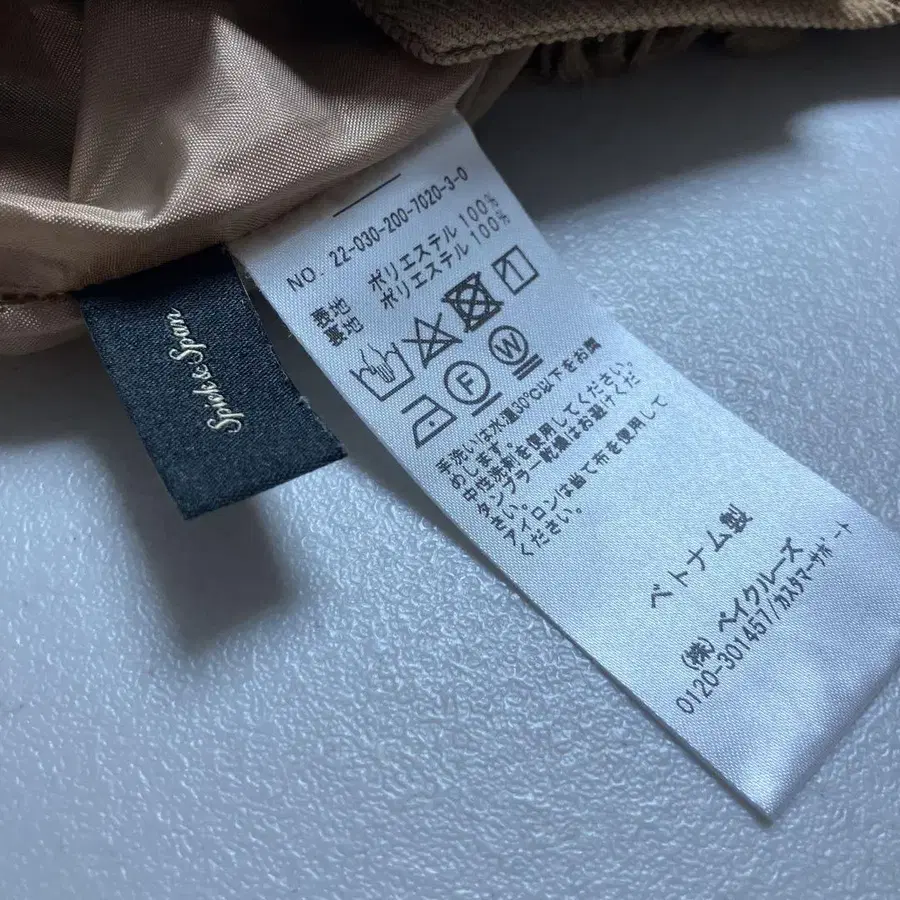 Spick & Span
NO. 22-030-200-7020-3-0
表地 ポリエステル 100%
裏地 ポリエステル 100%
F W
手洗いは水温30℃以下をお勧
めします。
中性洗剤を使用してください。
タンブラー乾燥はお避けくだ
さい。
アイロンは当て布を使用して
ください。
ベトナム製
(株) ベイクルーズ
0120-301457/カスタマーサポート